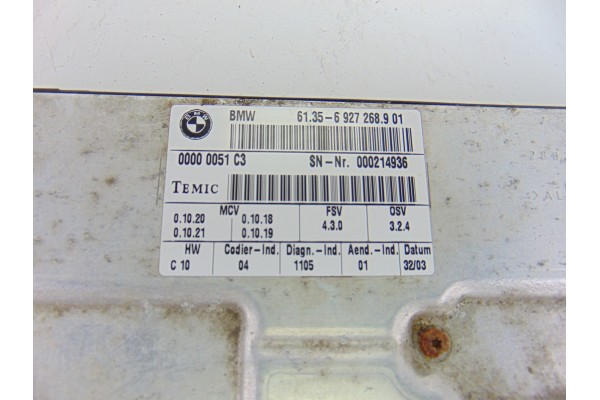 BMW 61.35-6 927 268.9 01
0000 0051 C3 SN-Nr. 000214936
TEMIC
MCV FSV OSV
0.10.20 0.10.18 4.3.0 3.2.4
0.10.21 0.10.19
HW Codier-Ind. Diagn.-Ind. Aend.-Ind. Datum
C 10 04 1105 01 32/03